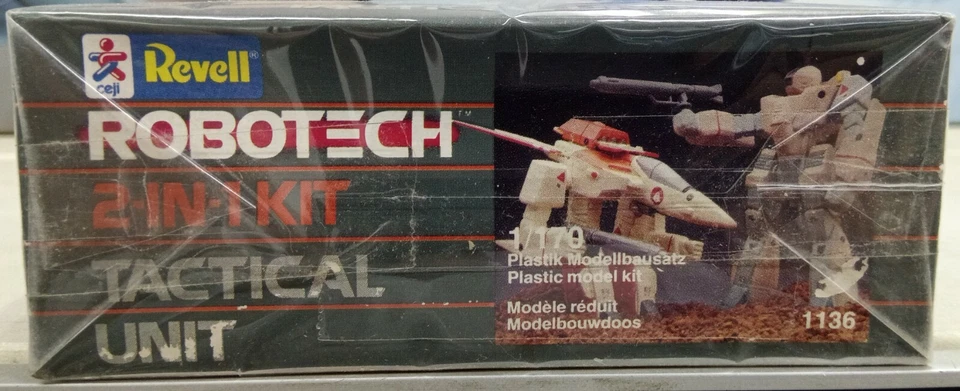 ceji
Revell®
ROBOTECH™
2-IN-1 KIT
TACTICAL
UNIT
1/170
Plastik Modellbausatz
Plastic model kit
Modèle réduit
Modelbouwdoos
1136